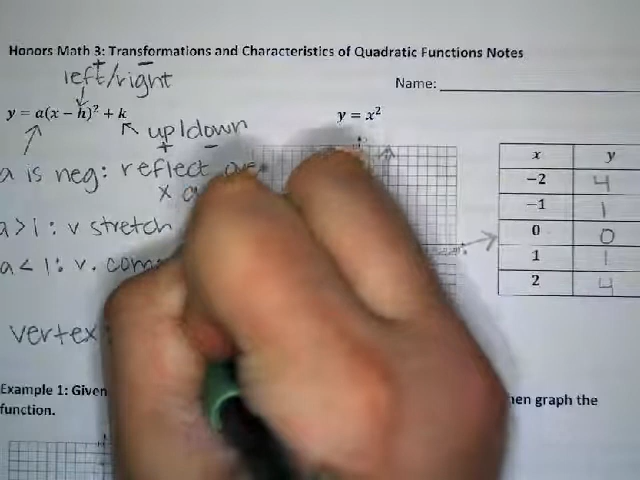 Honors Math 3: Transformations and Characteristics of Quadratic Functions Notes
+ −
left/right
Name:
y = a(x − h)² + k
y = x²
up/down
+ −
a is neg: reflect
x
x y
−2 4
−1 1
0 0
1 1
2 4
a>1: v stretch
a<1: v.
vertex
Example 1: Given
graph the
function.